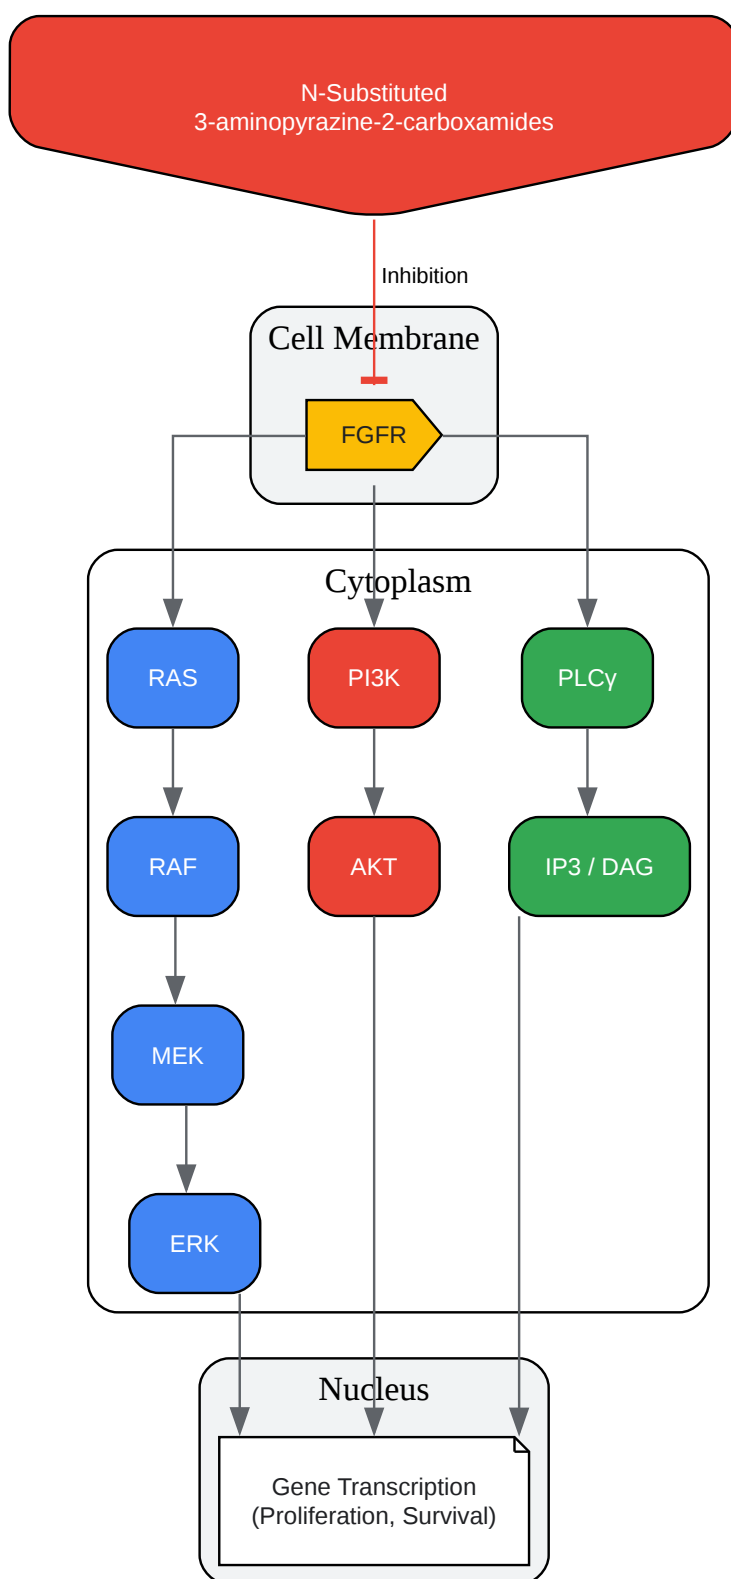 N-Substituted
3-aminopyrazine-2-carboxamides
Inhibition
Cell Membrane
FGFR
Cytoplasm
RAS
PI3K
PLCγ
RAF
AKT
IP3 / DAG
MEK
ERK
Nucleus
Gene Transcription
(Proliferation, Survival)